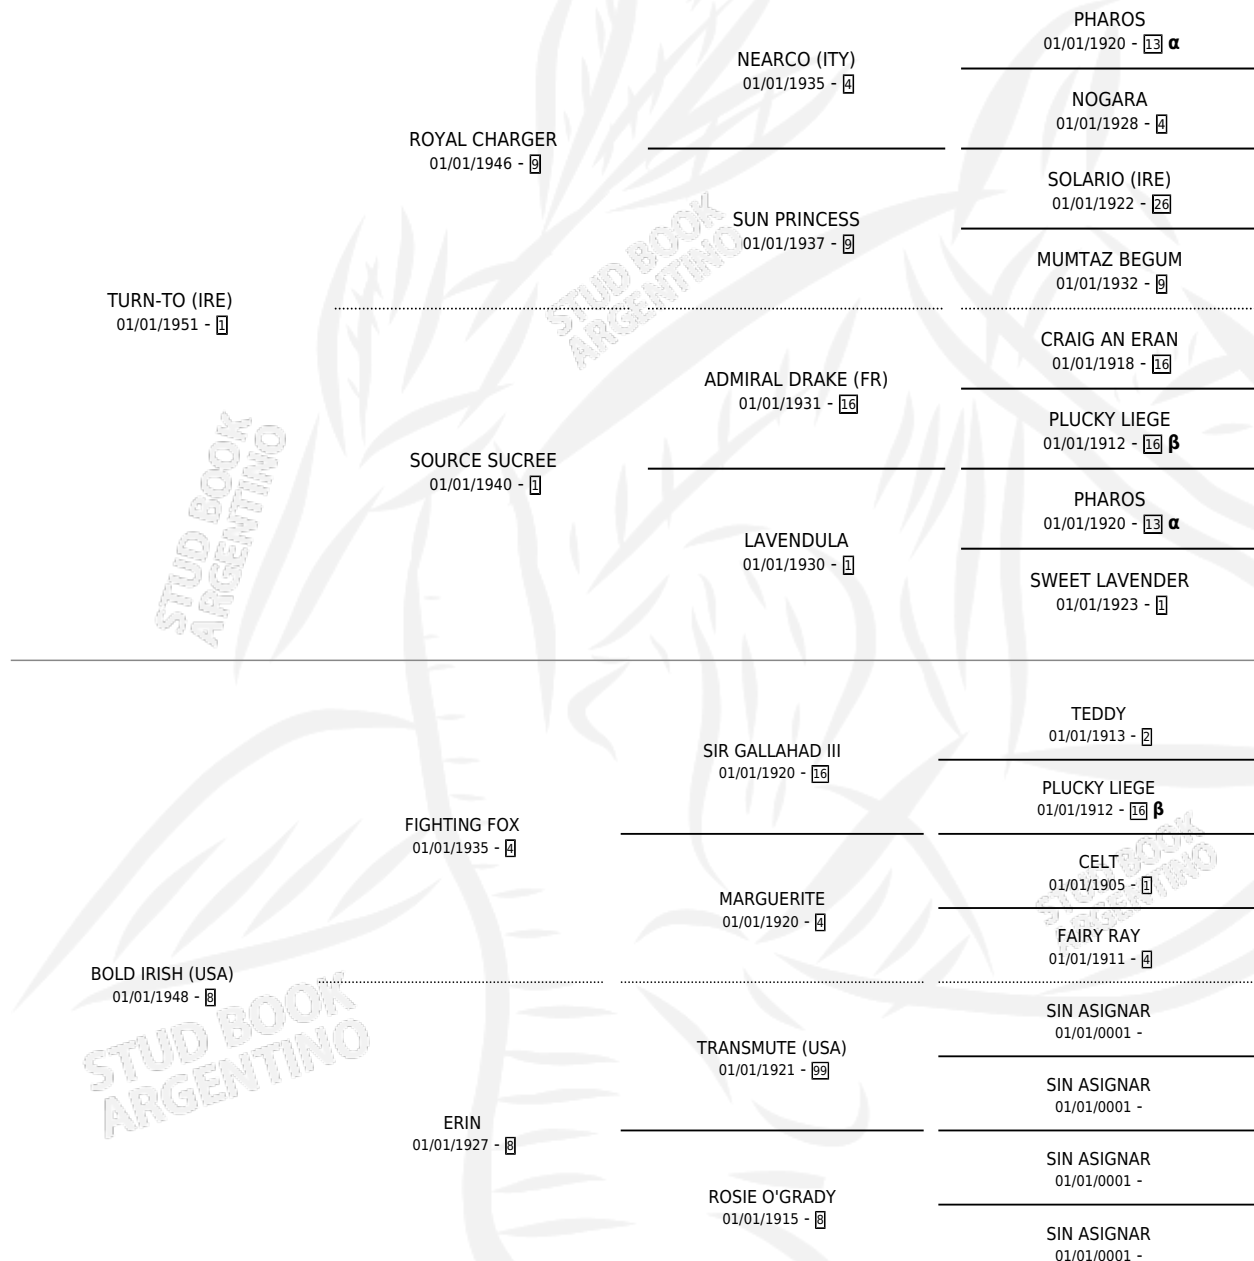 PHAROS
01/01/1920 - 13 α
NEARCO (ITY)
01/01/1935 - 4
NOGARA
01/01/1928 - 4
ROYAL CHARGER
01/01/1946 - 9
SOLARIO (IRE)
01/01/1922 - 26
SUN PRINCESS
01/01/1937 - 9
MUMTAZ BEGUM
01/01/1932 - 9
TURN-TO (IRE)
01/01/1951 - 1
CRAIG AN ERAN
01/01/1918 - 16
ADMIRAL DRAKE (FR)
01/01/1931 - 16
PLUCKY LIEGE
01/01/1912 - 16 β
SOURCE SUCREE
01/01/1940 - 1
PHAROS
01/01/1920 - 13 α
LAVENDULA
01/01/1930 - 1
SWEET LAVENDER
01/01/1923 - 1
STUD BOOK
ARGENTINO
STUD BOOK
ARGENTINO
TEDDY
01/01/1913 - 2
SIR GALLAHAD III
01/01/1920 - 16
PLUCKY LIEGE
01/01/1912 - 16 β
FIGHTING FOX
01/01/1935 - 4
CELT
01/01/1905 - 1
MARGUERITE
01/01/1920 - 4
FAIRY RAY
01/01/1911 - 4
BOLD IRISH (USA)
01/01/1948 - 8
SIN ASIGNAR
01/01/0001 -
TRANSMUTE (USA)
01/01/1921 - 99
SIN ASIGNAR
01/01/0001 -
ERIN
01/01/1927 - 8
SIN ASIGNAR
01/01/0001 -
ROSIE O'GRADY
01/01/1915 - 8
SIN ASIGNAR
01/01/0001 -
STUD BOOK
ARGENTINO
STUD BOOK
ARGENTINO